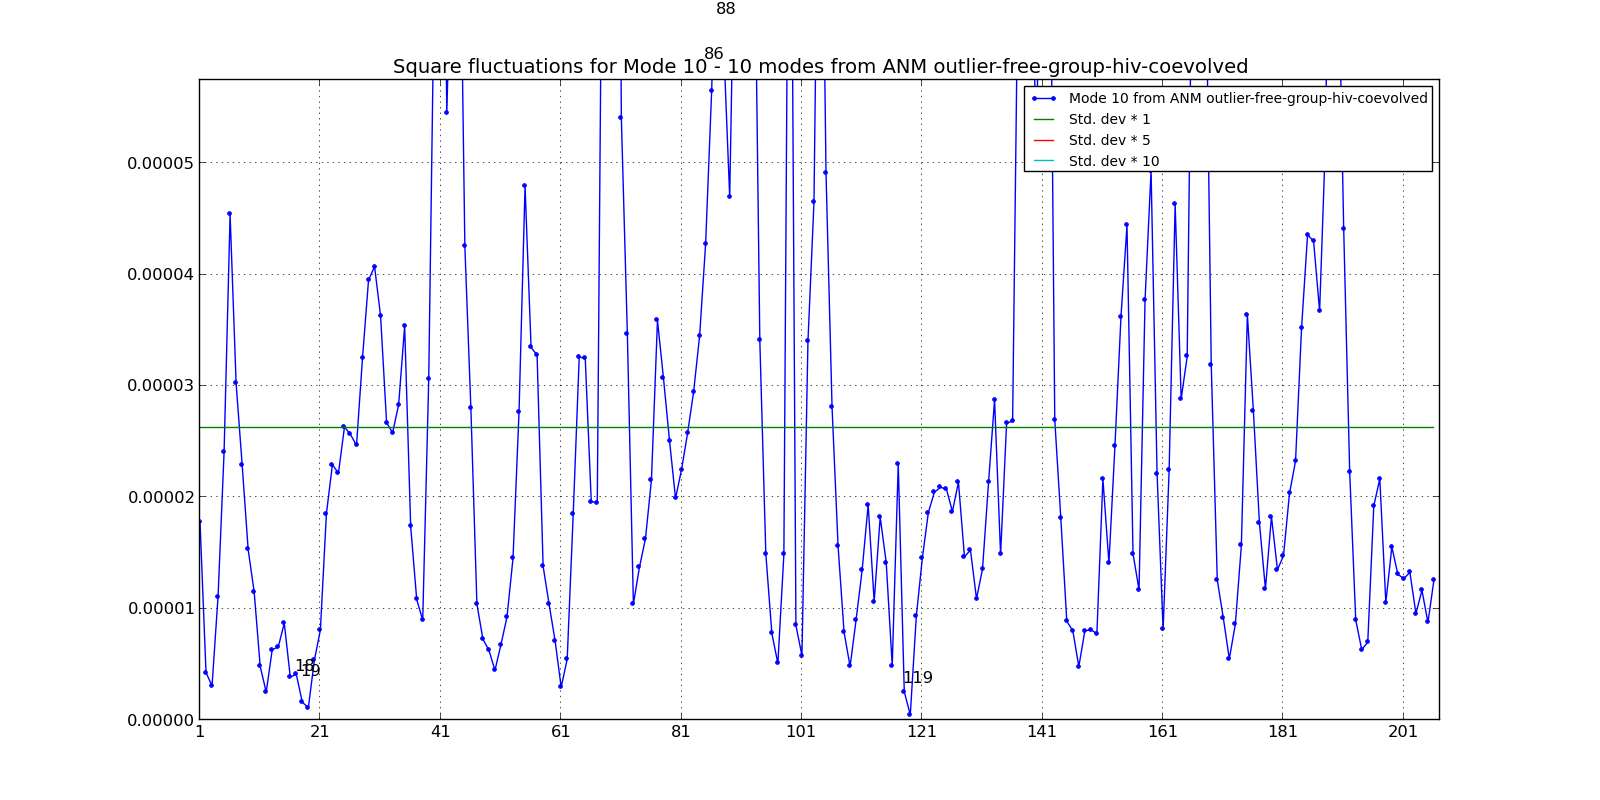 88
86
Square fluctuations for Mode 10 - 10 modes from ANM outlier-free-group-hiv-coevolved
Mode 10 from ANM outlier-free-group-hiv-coevolved
Std. dev * 1
Std. dev * 5
Std. dev * 10
0.00005
0.00004
0.00003
0.00002
0.00001
0.00000
18
19
119
1 21 41 61 81 101 121 141 161 181 201